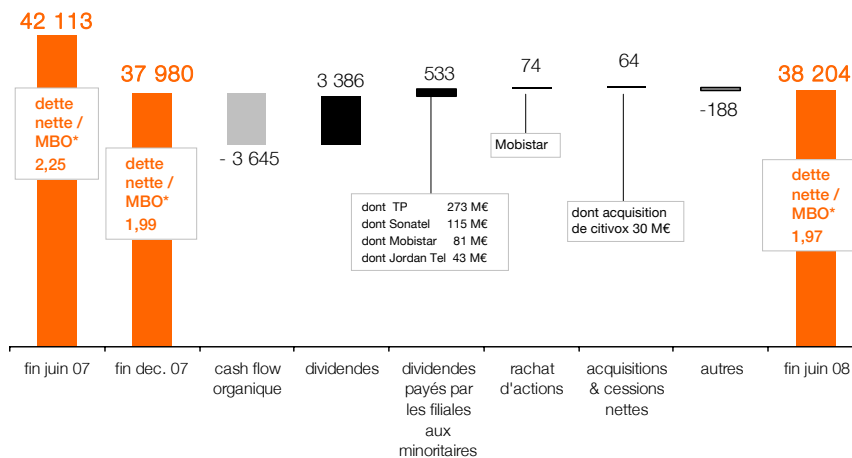 42 113
37 980
3 386
533
74
64
38 204
-188
- 3 645
dette
nette /
MBO*
2,25
dette
nette /
MBO*
1,99
Mobistar
dont TP 273 M€
dont Sonatel 115 M€
dont Mobistar 81 M€
dont Jordan Tel 43 M€
dont acquisition
de citivox 30 M€
dette
nette /
MBO*
1,97
fin juin 07
fin dec. 07
cash flow
organique
dividendes
dividendes
payés par
les filiales
aux
minoritaires
rachat
d'actions
acquisitions
& cessions
nettes
autres
fin juin 08